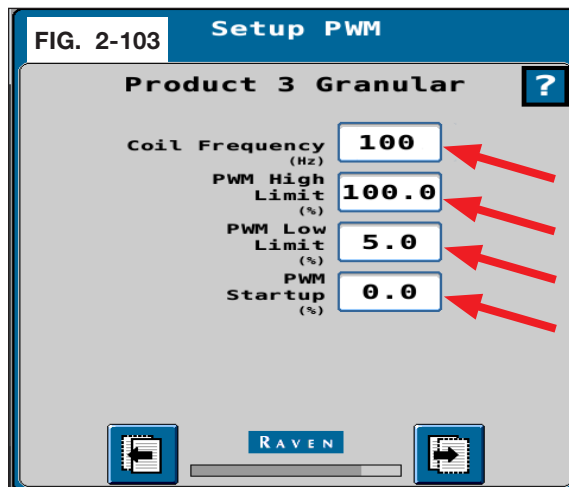 FIG. 2-103
Setup PWM
Product 3 Granular
?
Coil Frequency
(Hz)
100
PWM High
Limit
(%)
100.0
PWM Low
Limit
(%)
5.0
PWM
Startup
(%)
0.0
RAVEN